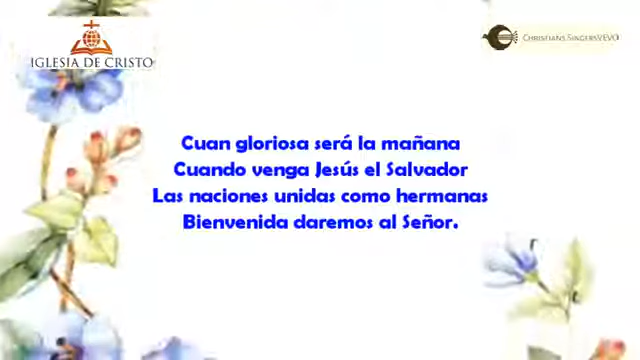 IGLESIA DE CRISTO
CHRISTIANS SINGERSVEVO
Cuan gloriosa será la mañana
Cuando venga Jesús el Salvador
Las naciones unidas como hermanas
Bienvenida daremos al Señor.